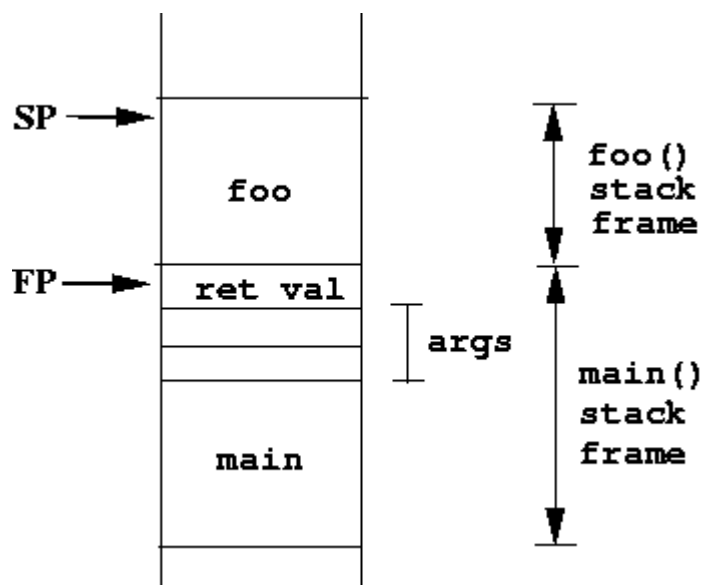 SP
foo()
stack
frame
foo
FP
ret val
args
main()
stack
frame
main